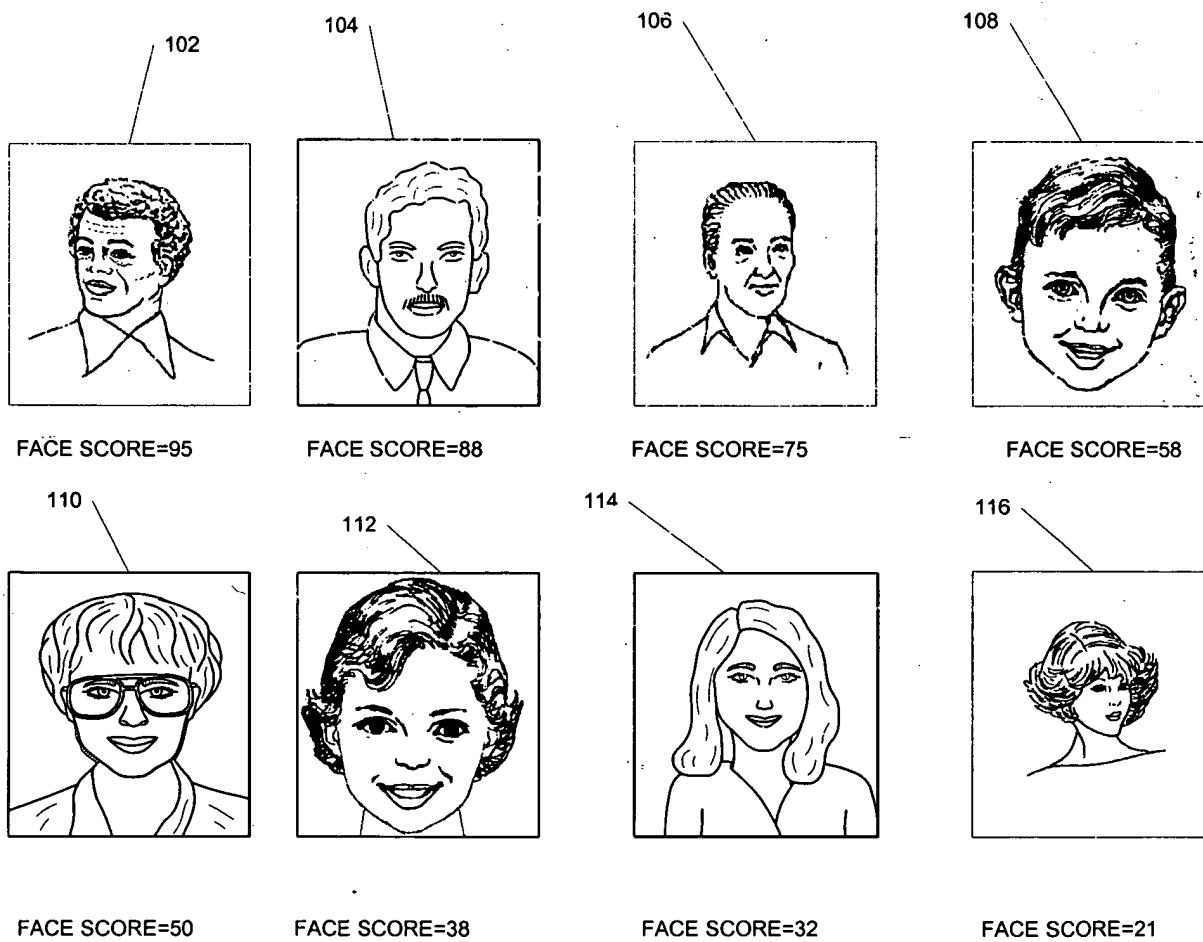 102
104
106
108
FACE SCORE=95
FACE SCORE=88
FACE SCORE=75
FACE SCORE=58
110
112
114
116
FACE SCORE=50
FACE SCORE=38
FACE SCORE=32
FACE SCORE=21